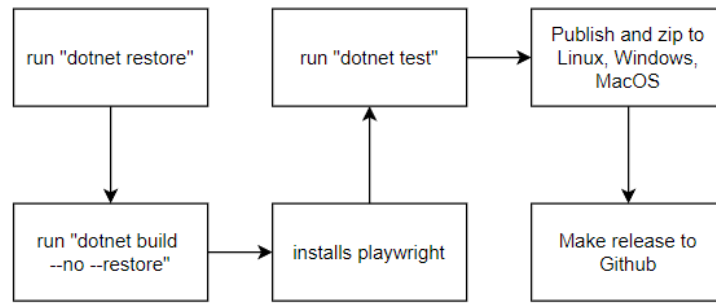 run "dotnet restore"
run "dotnet build
--no --restore"
installs playwright
run "dotnet test"
Publish and zip to
Linux, Windows,
MacOS
Make release to
Github